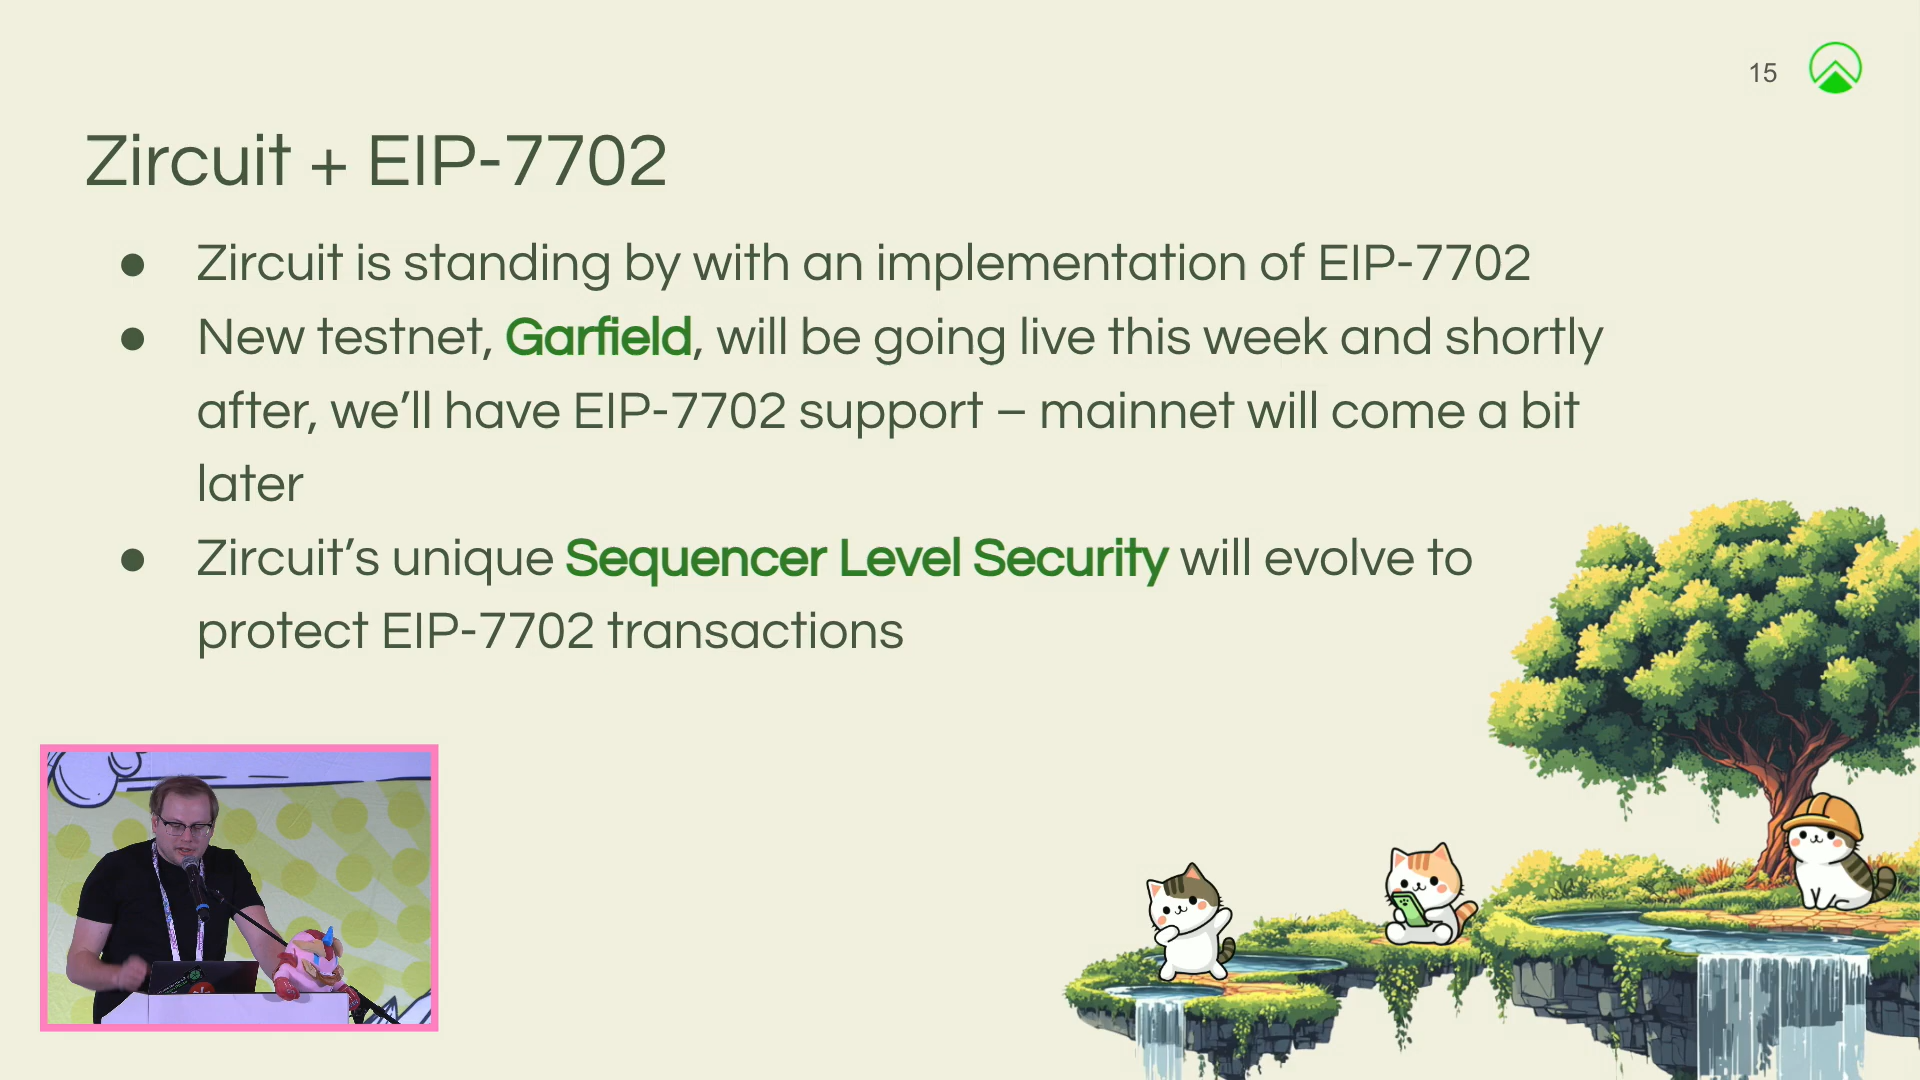 15
Zircuit + EIP-7702
● Zircuit is standing by with an implementation of EIP-7702
● New testnet, Garfield, will be going live this week and shortly
after, we’ll have EIP-7702 support – mainnet will come a bit
later
● Zircuit’s unique Sequencer Level Security will evolve to
protect EIP-7702 transactions